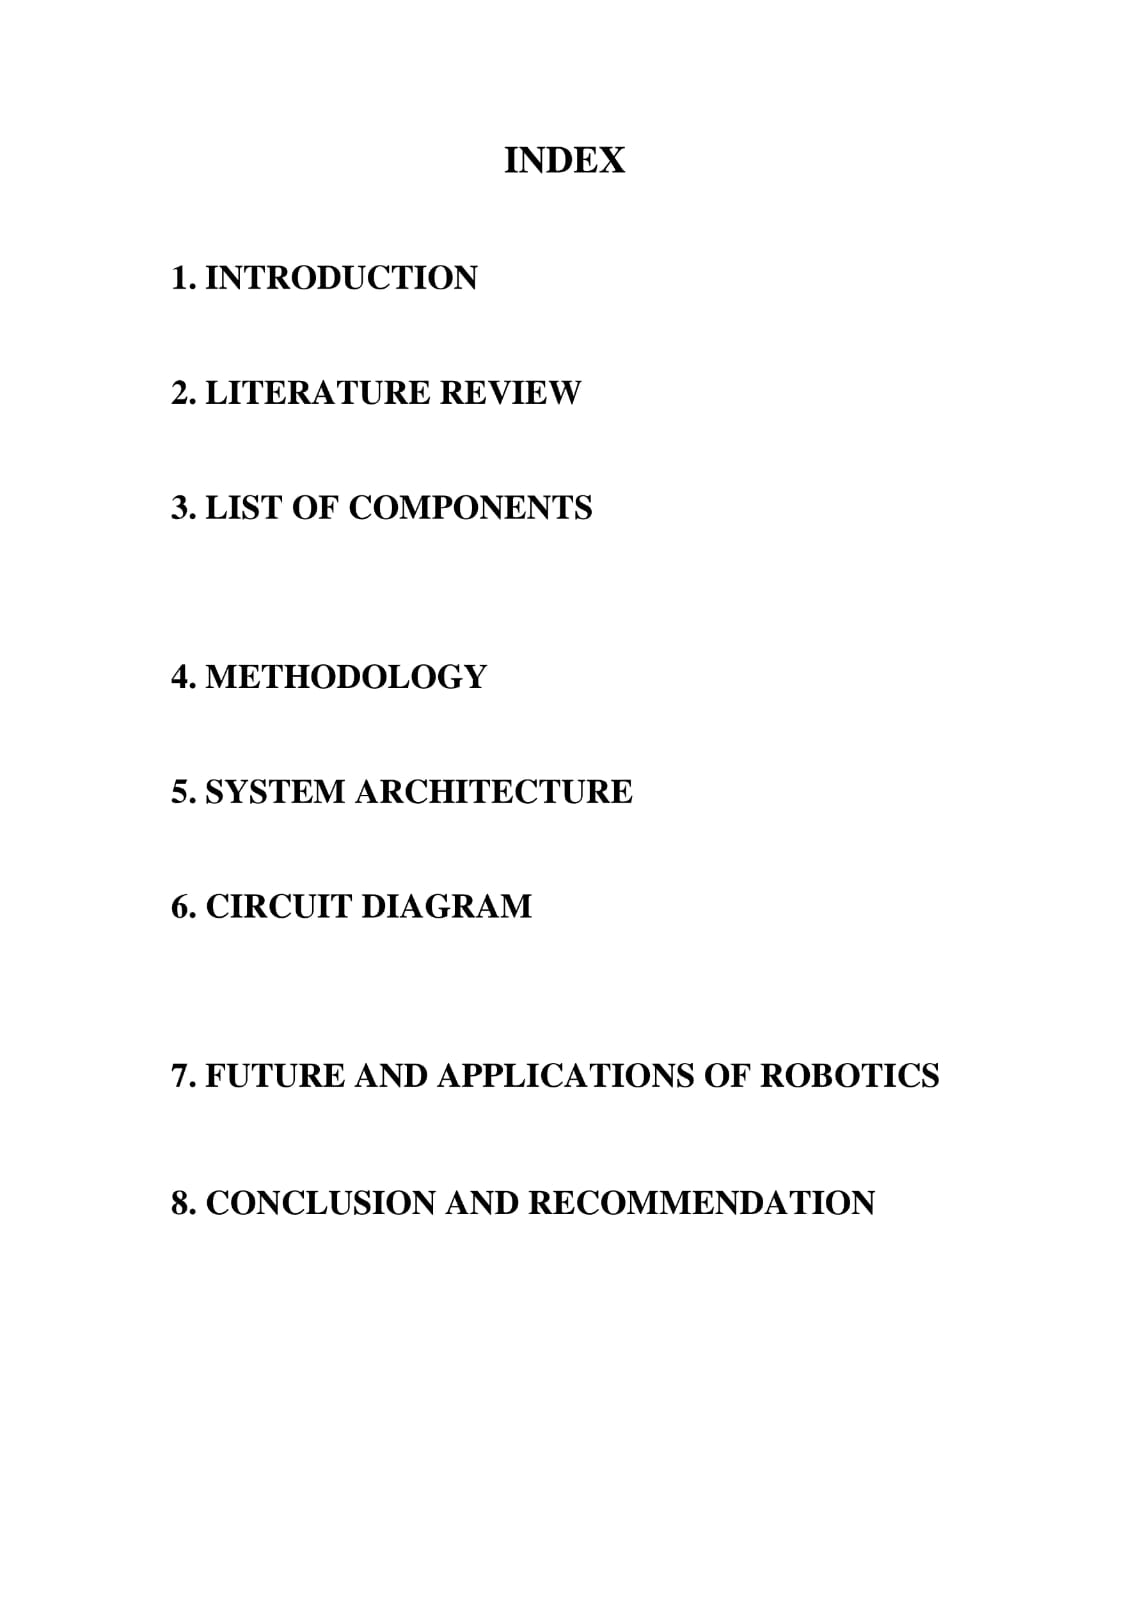 INDEX
1. INTRODUCTION
2. LITERATURE REVIEW
3. LIST OF COMPONENTS
4. METHODOLOGY
5. SYSTEM ARCHITECTURE
6. CIRCUIT DIAGRAM
7. FUTURE AND APPLICATIONS OF ROBOTICS
8. CONCLUSION AND RECOMMENDATION